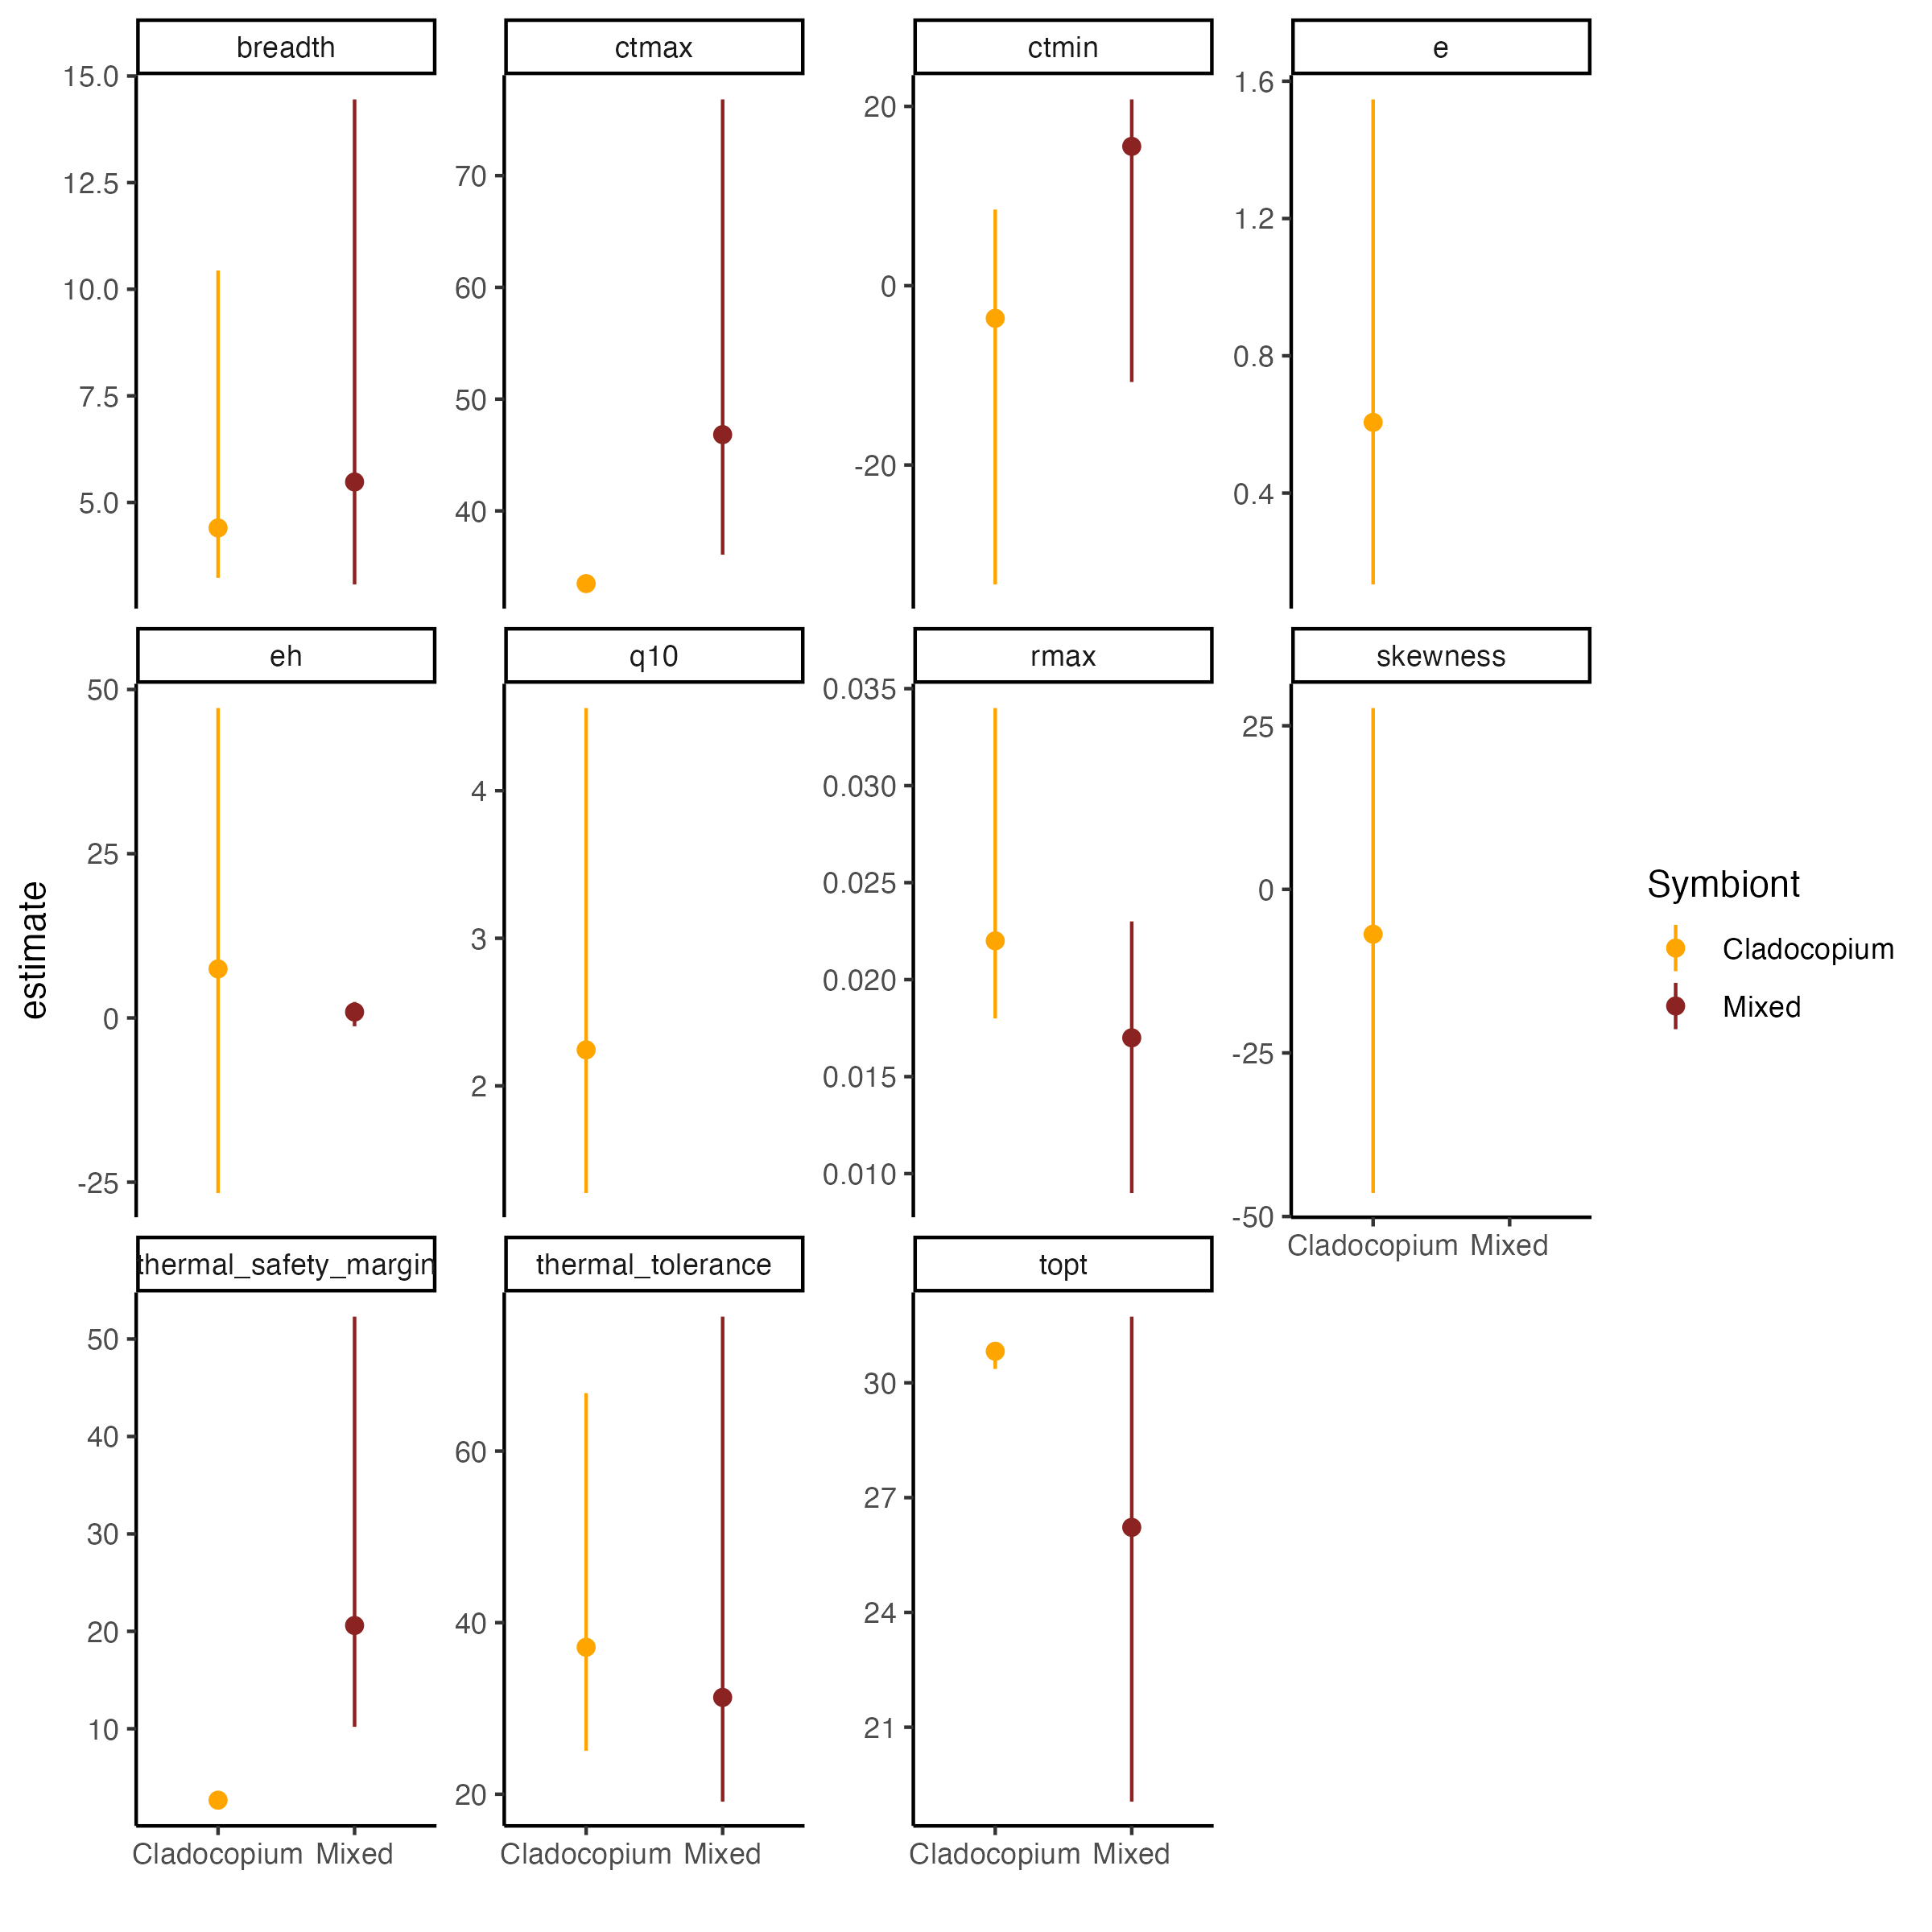 breadth
ctmax
ctmin
e
15.0
12.5
10.0
7.5
5.0
70
60
50
40
20
0
-20
1.6
1.2
0.8
0.4
eh
q10
rmax
skewness
50
25
0
-25
4
3
2
0.035
0.030
0.025
0.020
0.015
0.010
25
0
-25
-50
Cladocopium Mixed
thermal_safety_margin
thermal_tolerance
topt
50
40
30
20
10
60
40
20
30
27
24
21
Cladocopium Mixed
Cladocopium Mixed
Cladocopium Mixed
estimate
Symbiont
Cladocopium
Mixed